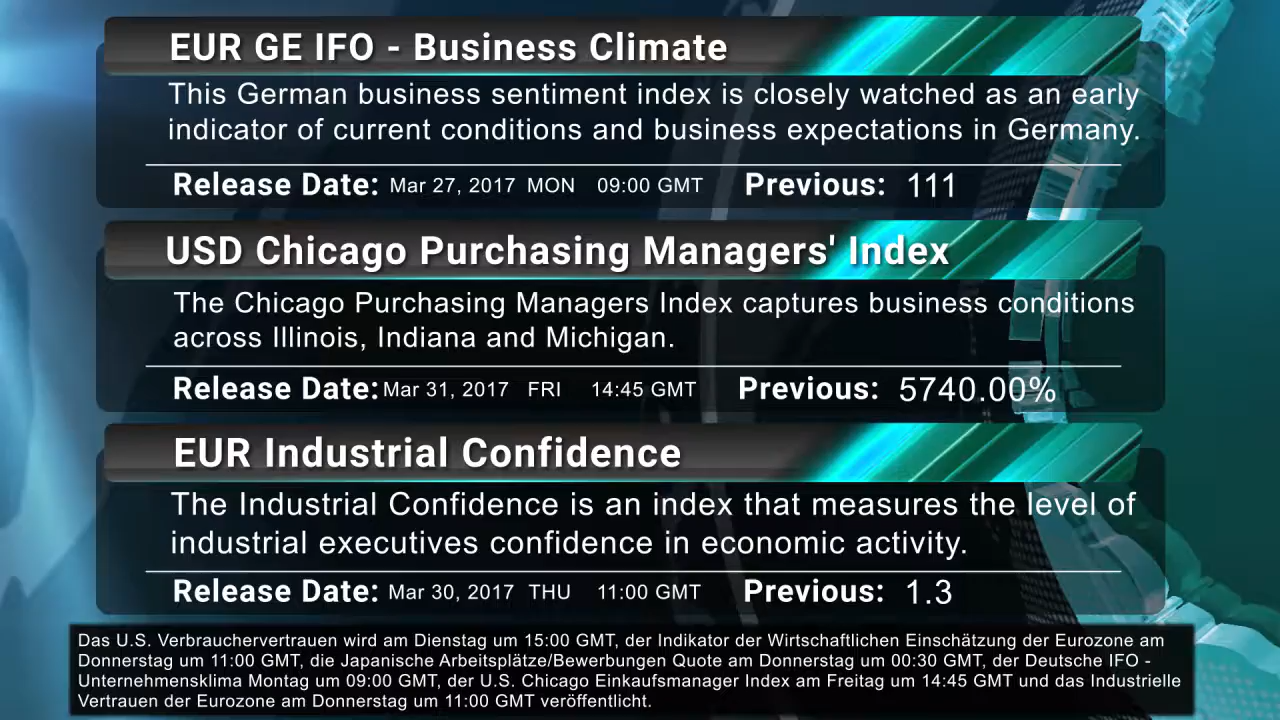 EUR GE IFO - Business Climate
This German business sentiment index is closely watched as an early
indicator of current conditions and business expectations in Germany.
Release Date: Mar 27, 2017 MON 09:00 GMT Previous: 111
USD Chicago Purchasing Managers' Index
The Chicago Purchasing Managers Index captures business conditions
across Illinois, Indiana and Michigan.
Release Date: Mar 31, 2017 FRI 14:45 GMT Previous: 5740.00%
EUR Industrial Confidence
The Industrial Confidence is an index that measures the level of
industrial executives confidence in economic activity.
Release Date: Mar 30, 2017 THU 11:00 GMT Previous: 1.3
Das U.S. Verbrauchervertrauen wird am Dienstag um 15:00 GMT, der Indikator der Wirtschaftlichen Einschätzung der Eurozone am
Donnerstag um 11:00 GMT, die Japanische Arbeitsplätze/Bewerbungen Quote am Donnerstag um 00:30 GMT, der Deutsche IFO -
Unternehmensklima Montag um 09:00 GMT, der U.S. Chicago Einkaufsmanager Index am Freitag um 14:45 GMT und das Industrielle
Vertrauen der Eurozone am Donnerstag um 11:00 GMT veröffentlicht.